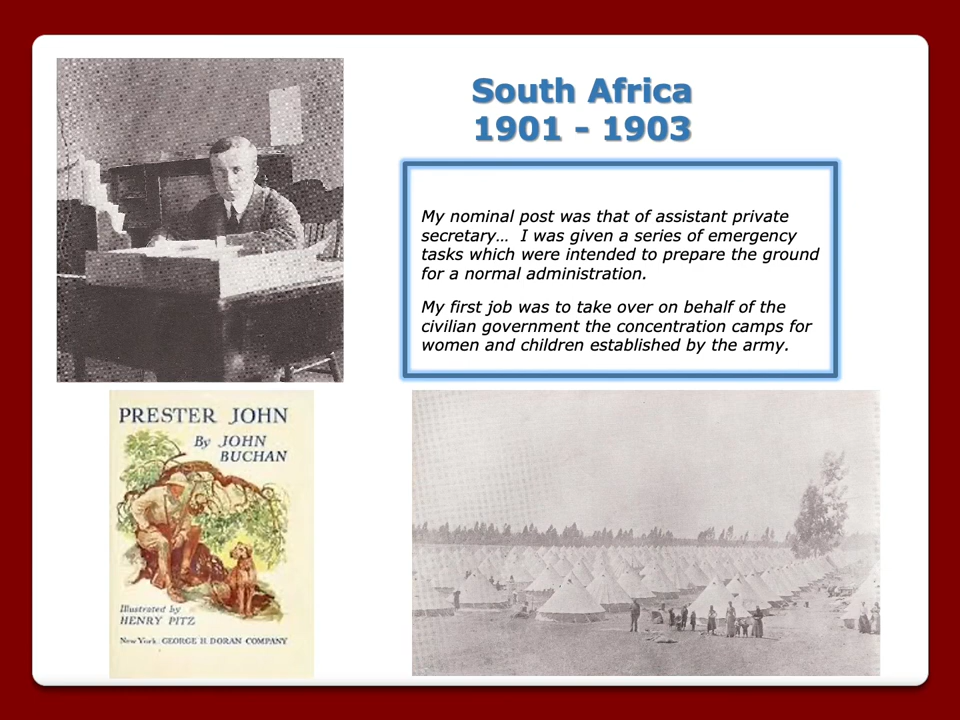 South Africa
1901 - 1903
My nominal post was that of assistant private
secretary… I was given a series of emergency
tasks which were intended to prepare the ground
for a normal administration.
My first job was to take over on behalf of the
civilian government the concentration camps for
women and children established by the army.
PRESTER JOHN
By JOHN
BUCHAN
Illustrated by
HENRY PITZ
New York: GEORGE H. DORAN COMPANY